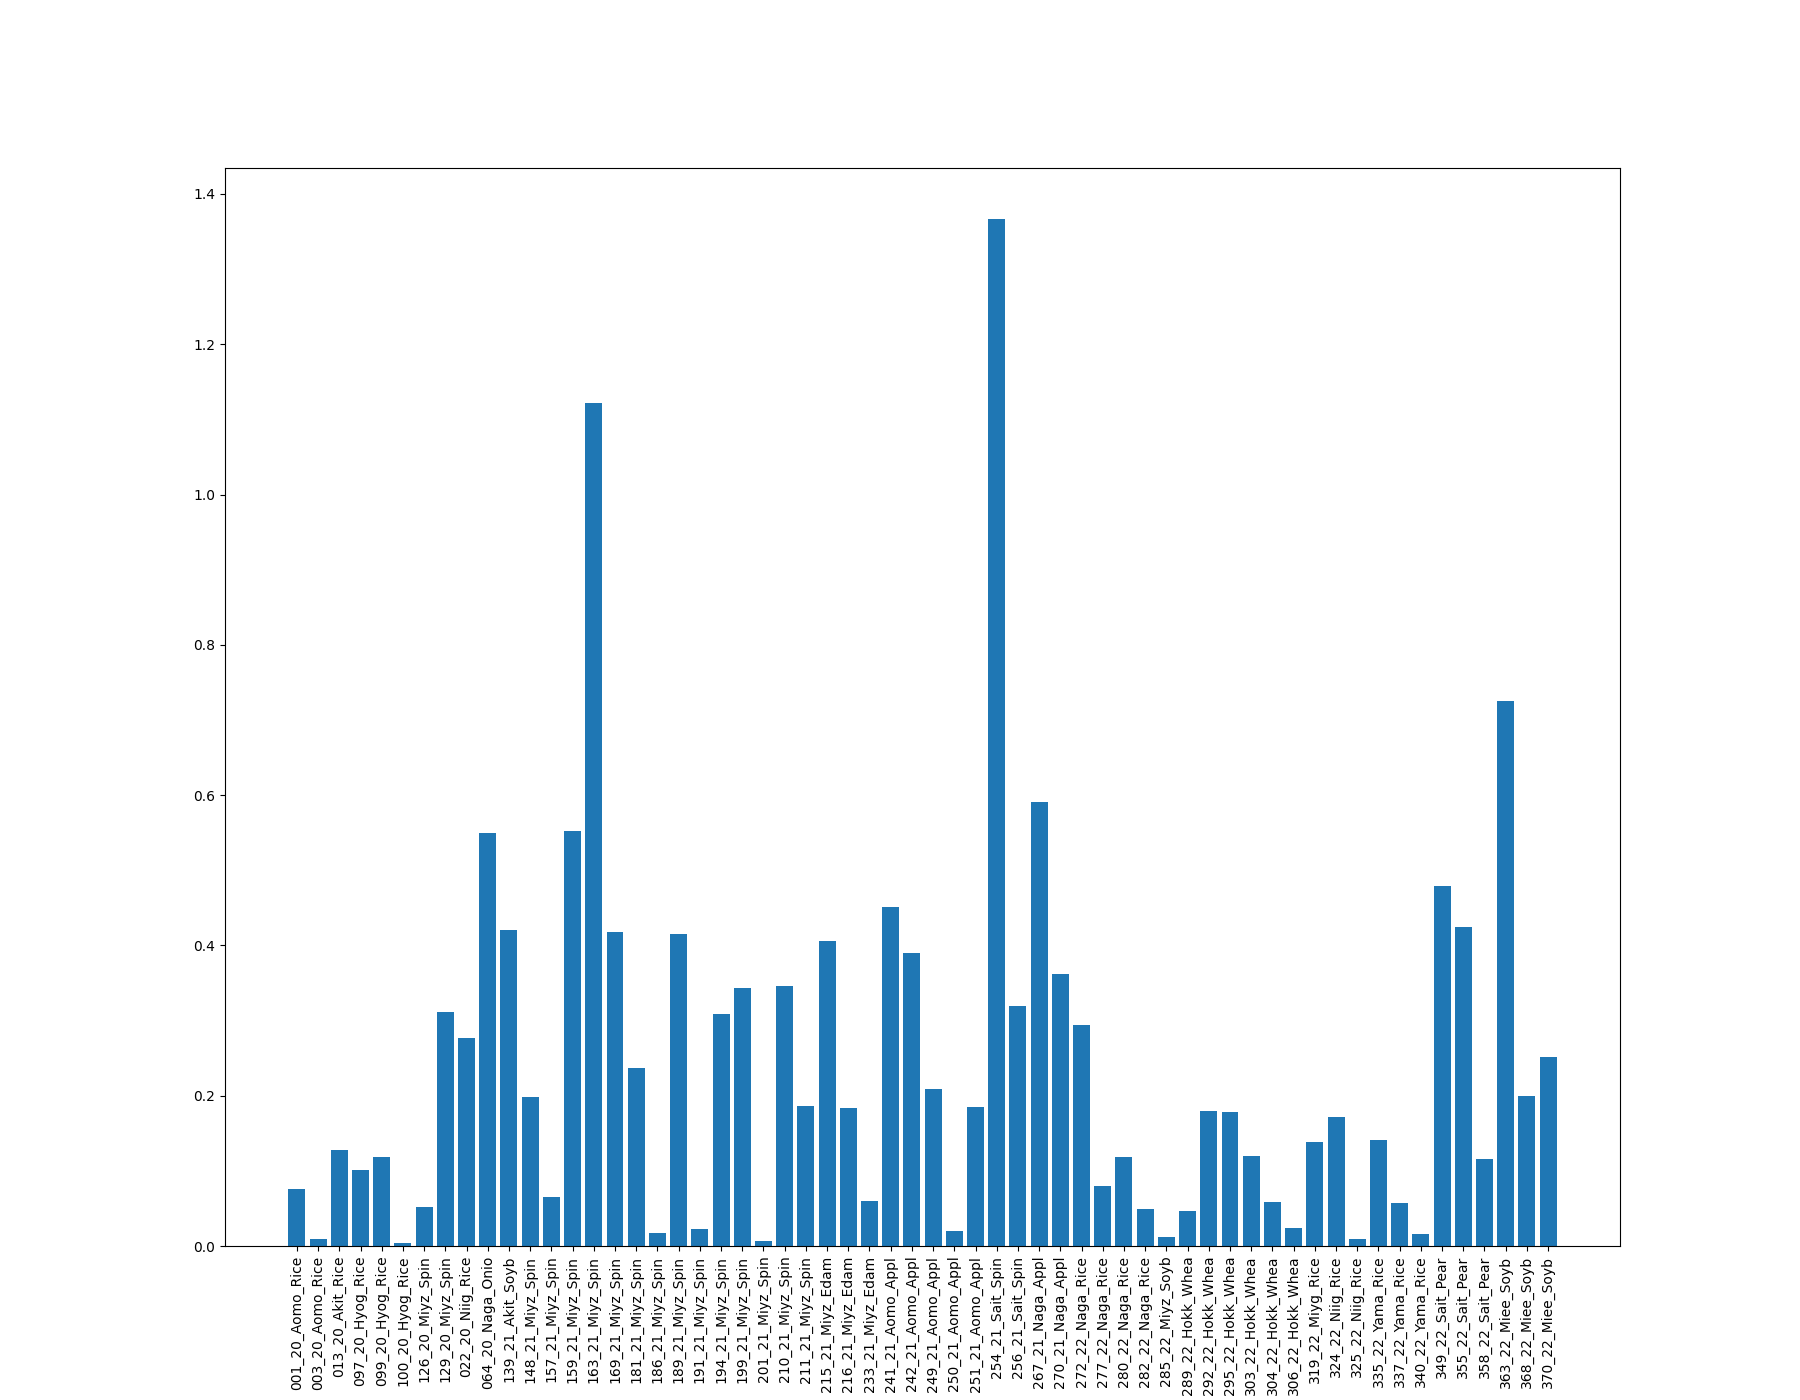 1.4
1.2
1.0
0.8
0.6
0.4
0.2
0.0
001_20_Aomo_Rice
003_20_Aomo_Rice
013_20_Akit_Rice
097_20_Hyog_Rice
099_20_Hyog_Rice
100_20_Hyog_Rice
126_20_Miyz_Spin
129_20_Miyz_Spin
022_20_Niig_Rice
064_20_Naga_Onio
139_21_Akit_Soyb
148_21_Miyz_Spin
157_21_Miyz_Spin
159_21_Miyz_Spin
163_21_Miyz_Spin
169_21_Miyz_Spin
181_21_Miyz_Spin
186_21_Miyz_Spin
189_21_Miyz_Spin
191_21_Miyz_Spin
194_21_Miyz_Spin
199_21_Miyz_Spin
201_21_Miyz_Spin
210_21_Miyz_Spin
211_21_Miyz_Spin
215_21_Miyz_Edam
216_21_Miyz_Edam
233_21_Miyz_Edam
241_21_Aomo_Appl
242_21_Aomo_Appl
249_21_Aomo_Appl
250_21_Aomo_Appl
251_21_Aomo_Appl
254_21_Sait_Spin
256_21_Sait_Spin
267_21_Naga_Appl
270_21_Naga_Appl
272_22_Naga_Rice
277_22_Naga_Rice
280_22_Naga_Rice
282_22_Naga_Rice
285_22_Miyz_Soyb
289_22_Hokk_Whea
292_22_Hokk_Whea
295_22_Hokk_Whea
303_22_Hokk_Whea
304_22_Hokk_Whea
306_22_Hokk_Whea
319_22_Miyg_Rice
324_22_Niig_Rice
325_22_Niig_Rice
335_22_Yama_Rice
337_22_Yama_Rice
340_22_Yama_Rice
349_22_Sait_Pear
355_22_Sait_Pear
358_22_Sait_Pear
363_22_Miee_Soyb
368_22_Miee_Soyb
370_22_Miee_Soyb